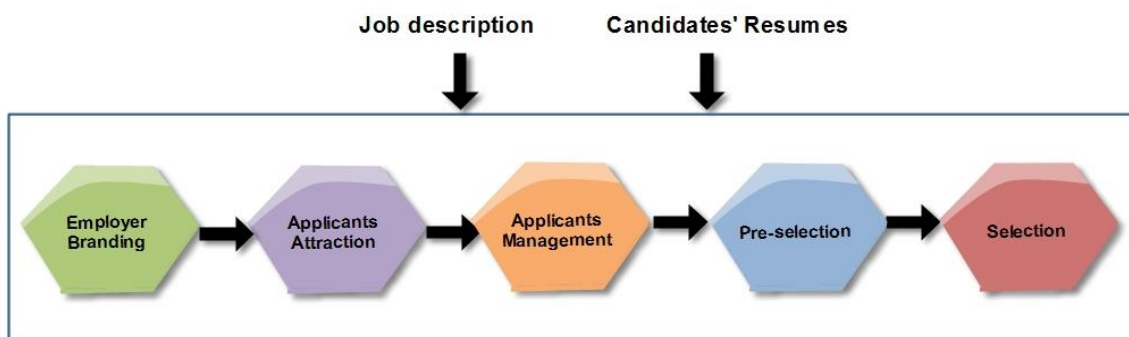 Job description
Candidates' Resumes
Employer
Branding
Applicants
Attraction
Applicants
Management
Pre-selection
Selection